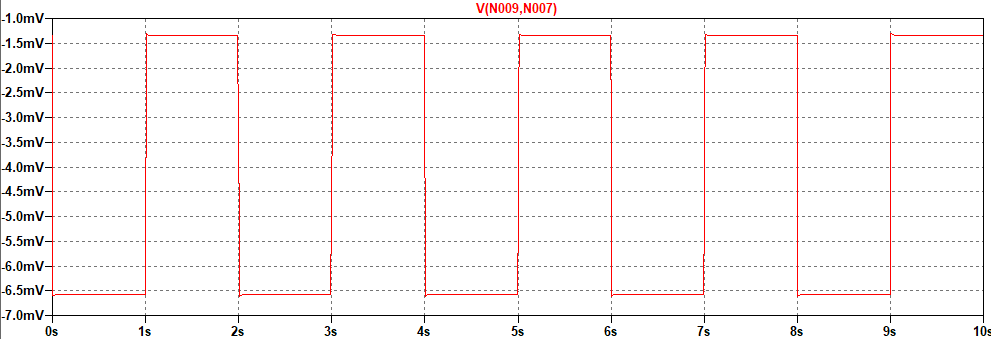 V(N009,N007)
-1.0mV
-1.5mV
-2.0mV
-2.5mV
-3.0mV
-3.5mV
-4.0mV
-4.5mV
-5.0mV
-5.5mV
-6.0mV
-6.5mV
-7.0mV
0s 1s 2s 3s 4s 5s 6s 7s 8s 9s 10s